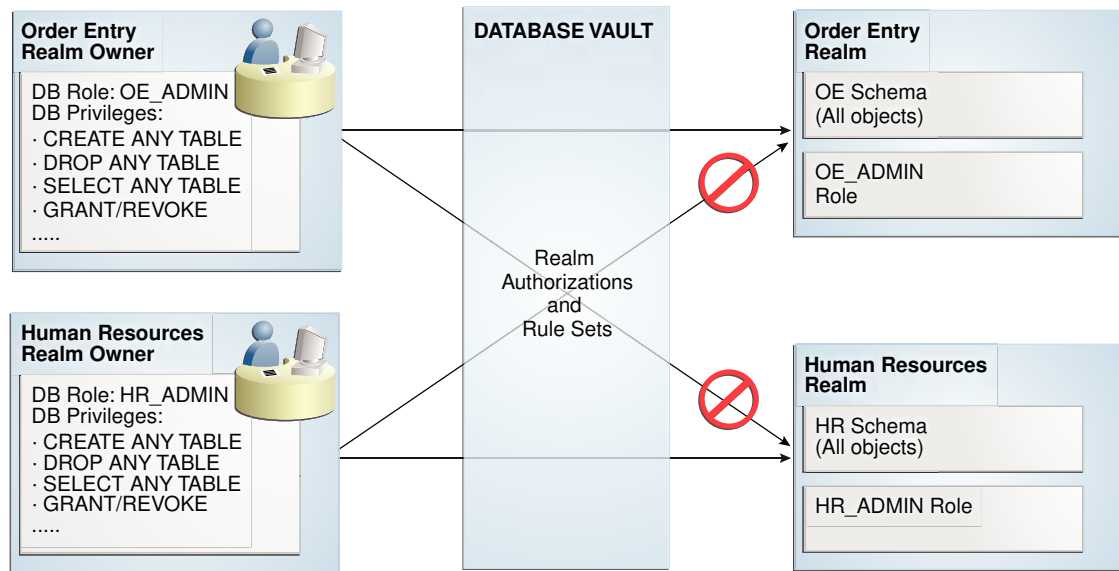 Order Entry
Realm Owner
DB Role: OE_ADMIN
DB Privileges:
· CREATE ANY TABLE
· DROP ANY TABLE
· SELECT ANY TABLE
· GRANT/REVOKE
.....
Human Resources
Realm Owner
DB Role: HR_ADMIN
DB Privileges:
· CREATE ANY TABLE
· DROP ANY TABLE
· SELECT ANY TABLE
· GRANT/REVOKE
.....
DATABASE VAULT
Realm
Authorizations
and
Rule Sets
Order Entry
Realm
OE Schema
(All objects)
OE_ADMIN
Role
Human Resources
Realm
HR Schema
(All objects)
HR_ADMIN Role